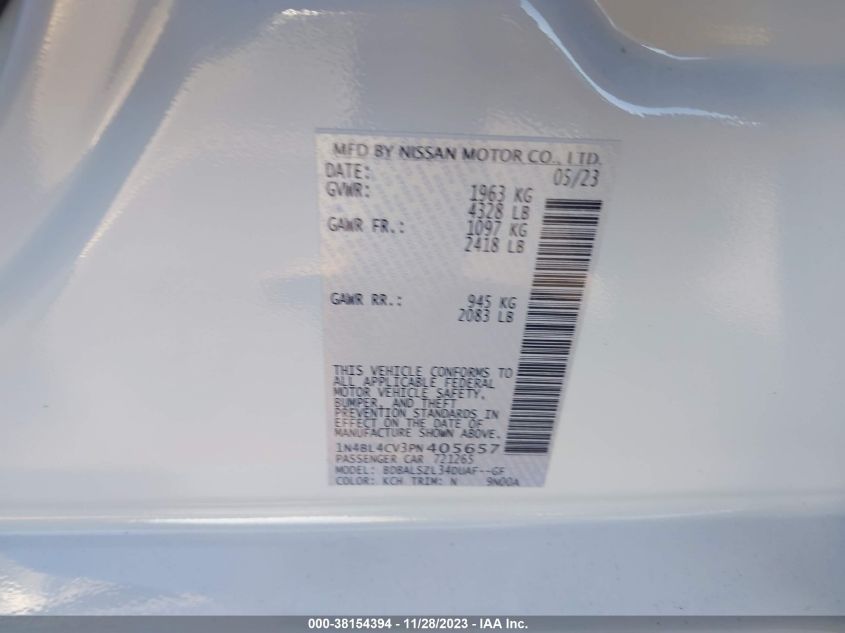 MFD BY NISSAN MOTOR CO., LTD.
DATE: 05/23
GVWR: 1963 KG
4328 LB
GAWR FR.: 1097 KG
2418 LB
GAWR RR.: 945 KG
2083 LB
THIS VEHICLE CONFORMS TO
ALL APPLICABLE FEDERAL
MOTOR VEHICLE SAFETY,
BUMPER, AND THEFT
PREVENTION STANDARDS IN
EFFECT ON THE DATE OF
MANUFACTURE SHOWN ABOVE.
1N4BL4CV3PN405657
PASSENGER CAR 721265
MODEL: BDBALSZL34DUAF--GF
COLOR: KCH TRIM: N 9N00A
000-38154394 - 11/28/2023 - IAA Inc.